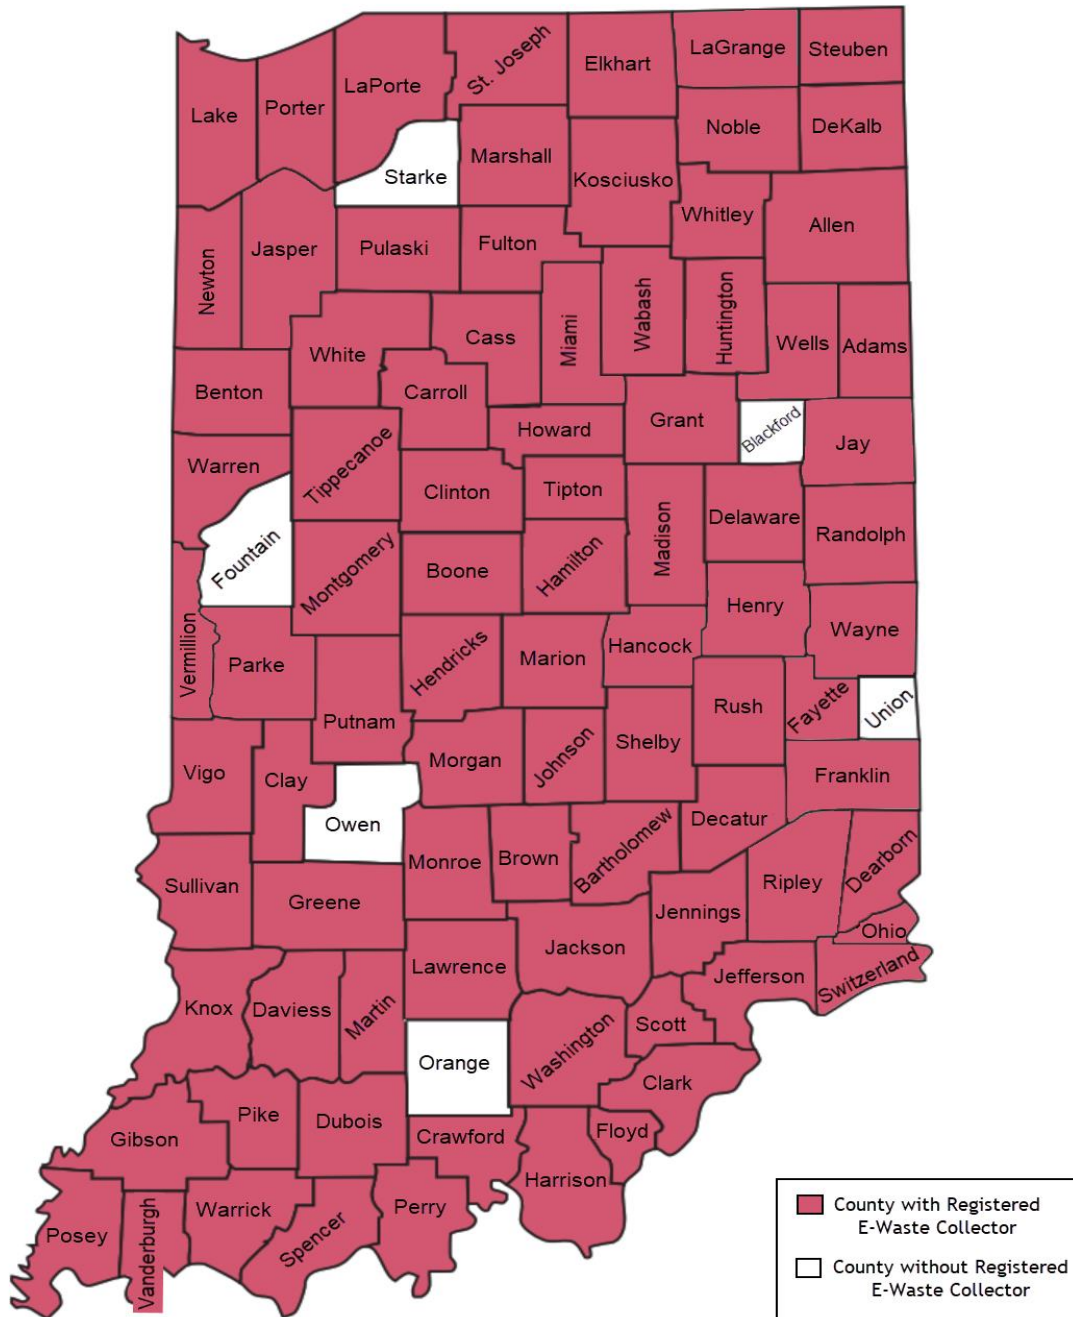 St. Joseph
Elkhart
LaGrange
Steuben
LaPorte
Lake
Porter
Noble
DeKalb
Marshall
Starke
Kosciusko
Whitley
Allen
Newton
Jasper
Pulaski
Fulton
Miami
Wabash
Huntington
Wells
Adams
White
Cass
Benton
Carroll
Grant
Blackford
Howard
Jay
Warren
Tippecanoe
Clinton
Tipton
Madison
Delaware
Randolph
Fountain
Montgomery
Boone
Hamilton
Henry
Wayne
Vermillion
Parke
Hendricks
Marion
Hancock
Putnam
Rush
Fayette
Union
Vigo
Clay
Morgan
Johnson
Shelby
Franklin
Owen
Decatur
Sullivan
Greene
Monroe
Brown
Bartholomew
Ripley
Dearborn
Jennings
Ohio
Jackson
Lawrence
Jefferson
Switzerland
Knox
Daviess
Martin
Scott
Orange
Washington
Clark
Gibson
Pike
Dubois
Crawford
Floyd
Harrison
Posey
Vanderburgh
Warrick
Spencer
Perry
County with Registered
E-Waste Collector
County without Registered
E-Waste Collector